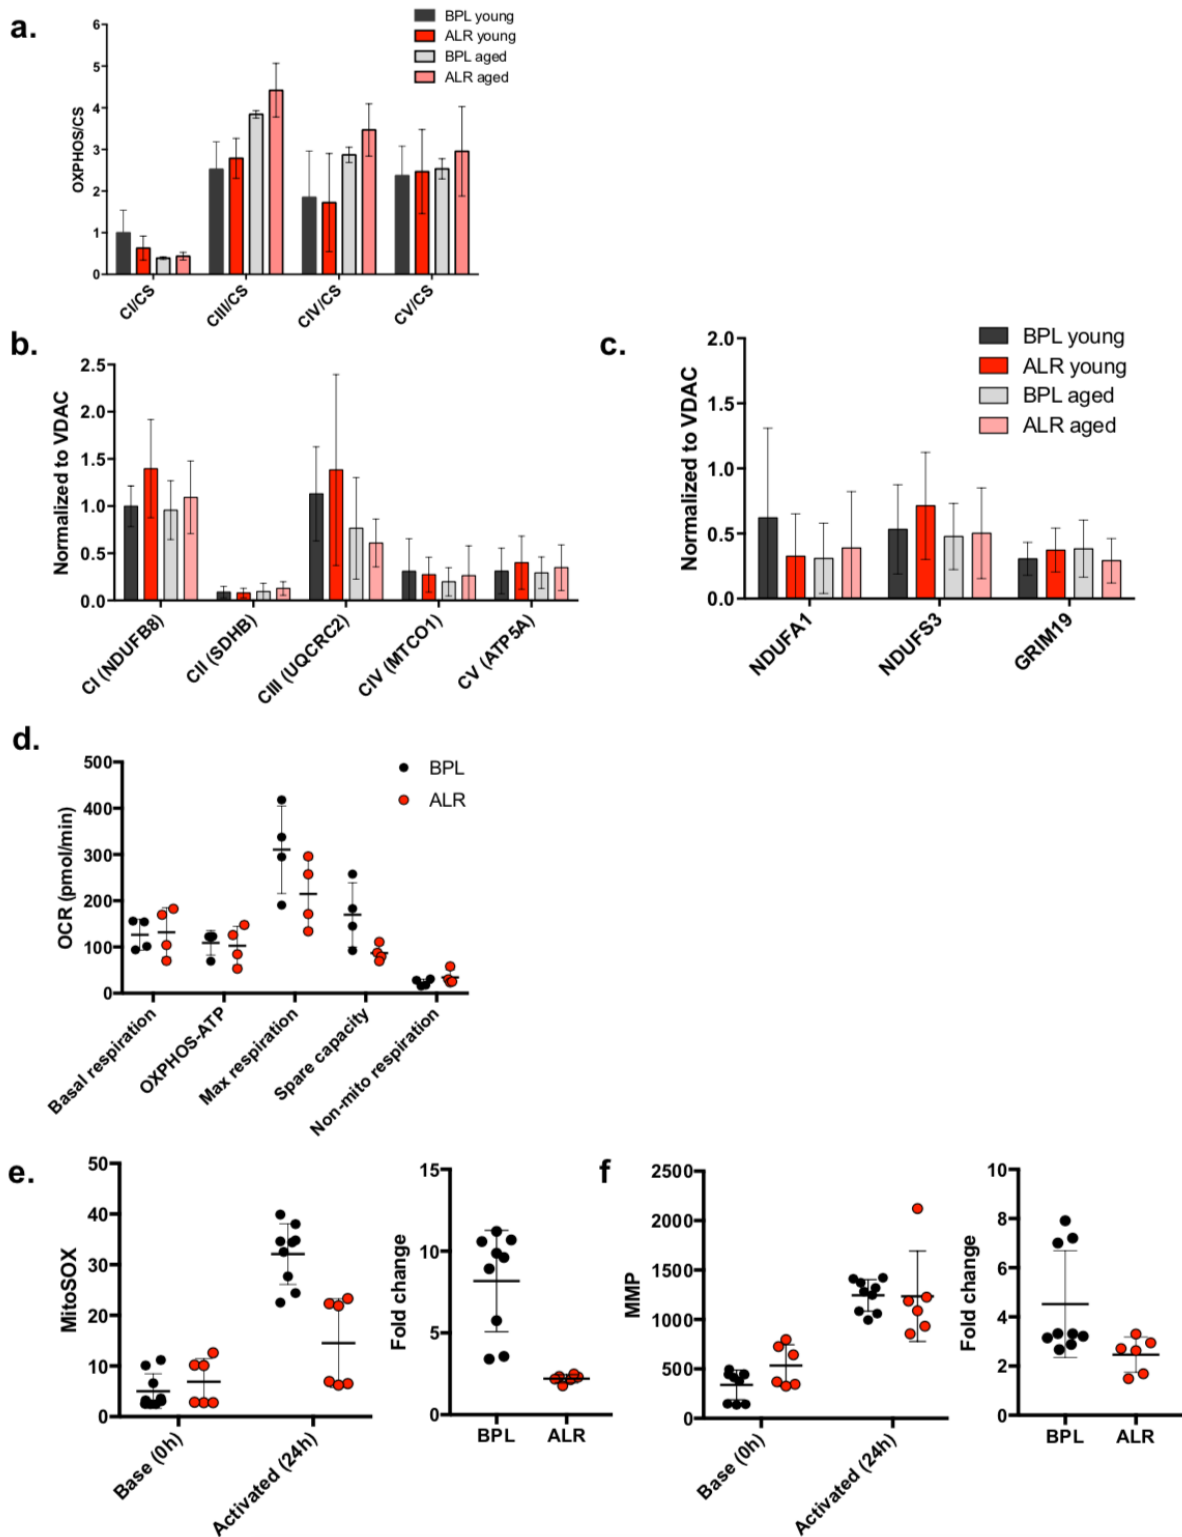 a.
OXPHOS/CS
6
5
4
3
2
1
0
CI/CS
CIII/CS
CIV/CS
CV/CS
BPL young
ALR young
BPL aged
ALR aged
b.
Normalized to VDAC
2.5
2.0
1.5
1.0
0.5
0.0
CI (NDUFB8)
CII (SDHB)
CIII (UQCRC2)
CIV (MTCO1)
CV (ATP5A)
c.
Normalized to VDAC
2.0
1.5
1.0
0.5
0.0
NDUFA1
NDUFS3
GRIM19
BPL young
ALR young
BPL aged
ALR aged
d.
OCR (pmol/min)
500
400
300
200
100
0
Basal respiration
OXPHOS-ATP
Max respiration
Spare capacity
Non-mito respiration
BPL
ALR
e.
MitoSOX
50
40
30
20
10
0
Base (0h)
Activated (24h)
Fold change
15
10
5
0
BPL
ALR
f
MMP
2500
2000
1500
1000
500
0
Base (0h)
Activated (24h)
Fold change
10
8
6
4
2
0
BPL
ALR